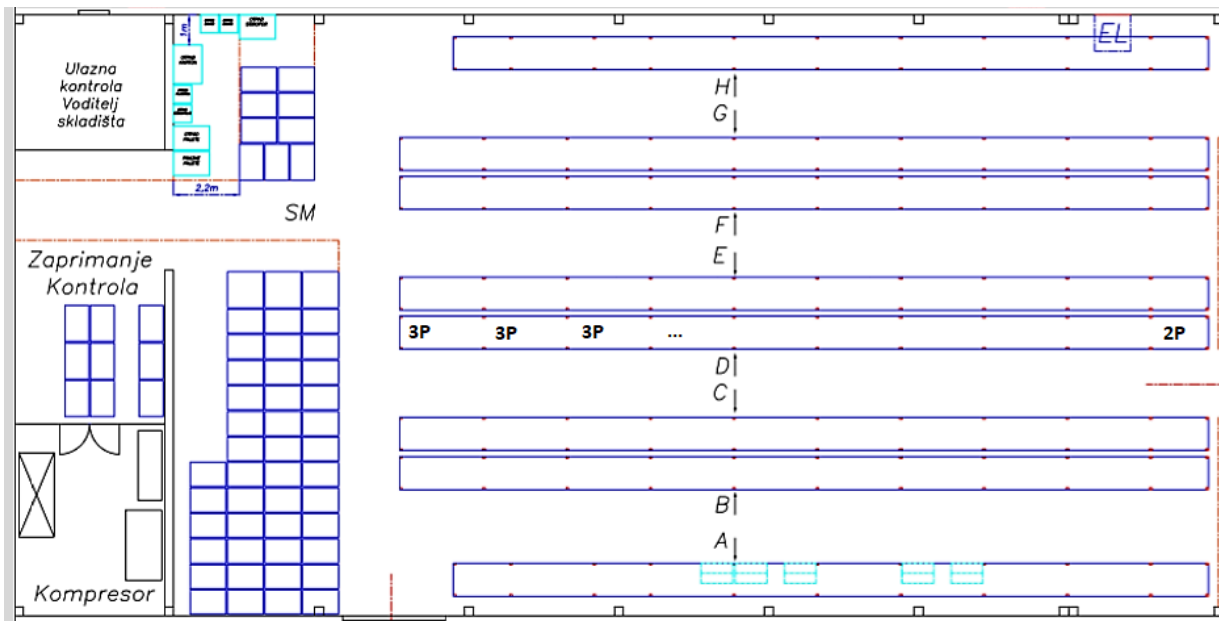 Ulazna
kontrola
Voditelj
skladišta
1m
2,2m
EL
H
G
SM
F
E
Zaprimanje
Kontrola
3P
3P
3P
...
2P
D
C
B
A
Kompresor